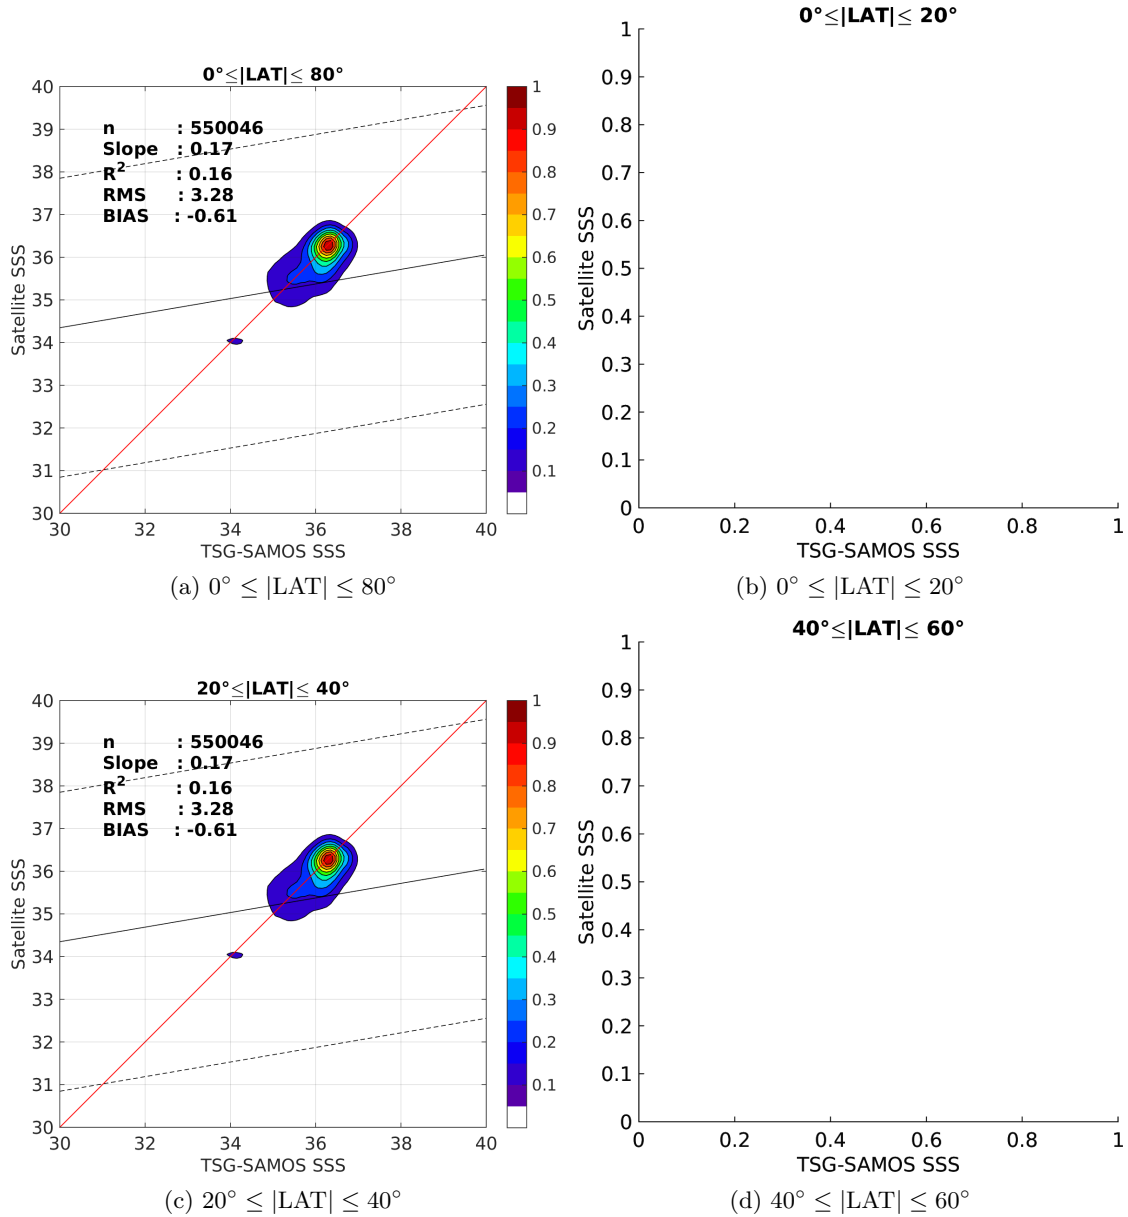 0°≤|LAT|≤ 80°
40
39
38
37
36
35
34
33
32
31
30
Satellite SSS
n : 550046
Slope : 0.17
R² : 0.16
RMS : 3.28
BIAS : -0.61
30 32 34 36 38 40
TSG-SAMOS SSS
1
0.9
0.8
0.7
0.6
0.5
0.4
0.3
0.2
0.1
(a) 0° ≤ |LAT| ≤ 80°
0°≤|LAT|≤ 20°
1
0.9
0.8
0.7
0.6
0.5
0.4
0.3
0.2
0.1
0
Satellite SSS
0 0.2 0.4 0.6 0.8 1
TSG-SAMOS SSS
(b) 0° ≤ |LAT| ≤ 20°
20°≤|LAT|≤ 40°
40
39
38
37
36
35
34
33
32
31
30
Satellite SSS
n : 550046
Slope : 0.17
R² : 0.16
RMS : 3.28
BIAS : -0.61
30 32 34 36 38 40
TSG-SAMOS SSS
1
0.9
0.8
0.7
0.6
0.5
0.4
0.3
0.2
0.1
(c) 20° ≤ |LAT| ≤ 40°
40°≤|LAT|≤ 60°
1
0.9
0.8
0.7
0.6
0.5
0.4
0.3
0.2
0.1
0
Satellite SSS
0 0.2 0.4 0.6 0.8 1
TSG-SAMOS SSS
(d) 40° ≤ |LAT| ≤ 60°